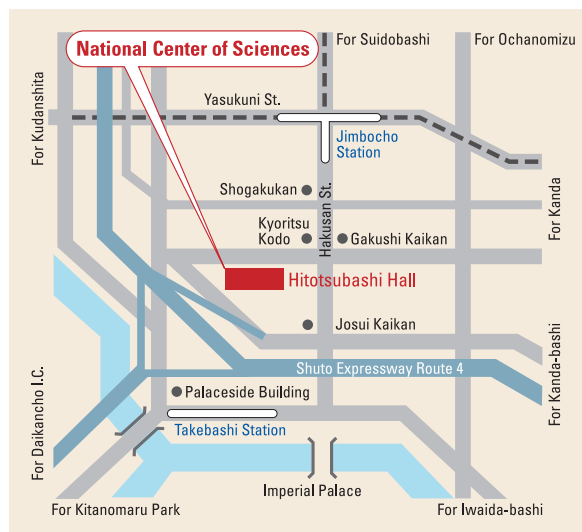 For Suidobashi
For Ochanomizu
National Center of Sciences
For Kudanshita
Yasukuni St.
Jimbocho
Station
Shogakukan
Hakusan St.
For Kanda
Kyoritsu
Kodo
Gakushi Kaikan
Hitotsubashi Hall
Josui Kaikan
Shuto Expressway Route 4
For Kanda-bashi
Palaceside Building
For Daikancho I.C.
Takebashi Station
Imperial Palace
For Kitanomaru Park
For Iwaida-bashi